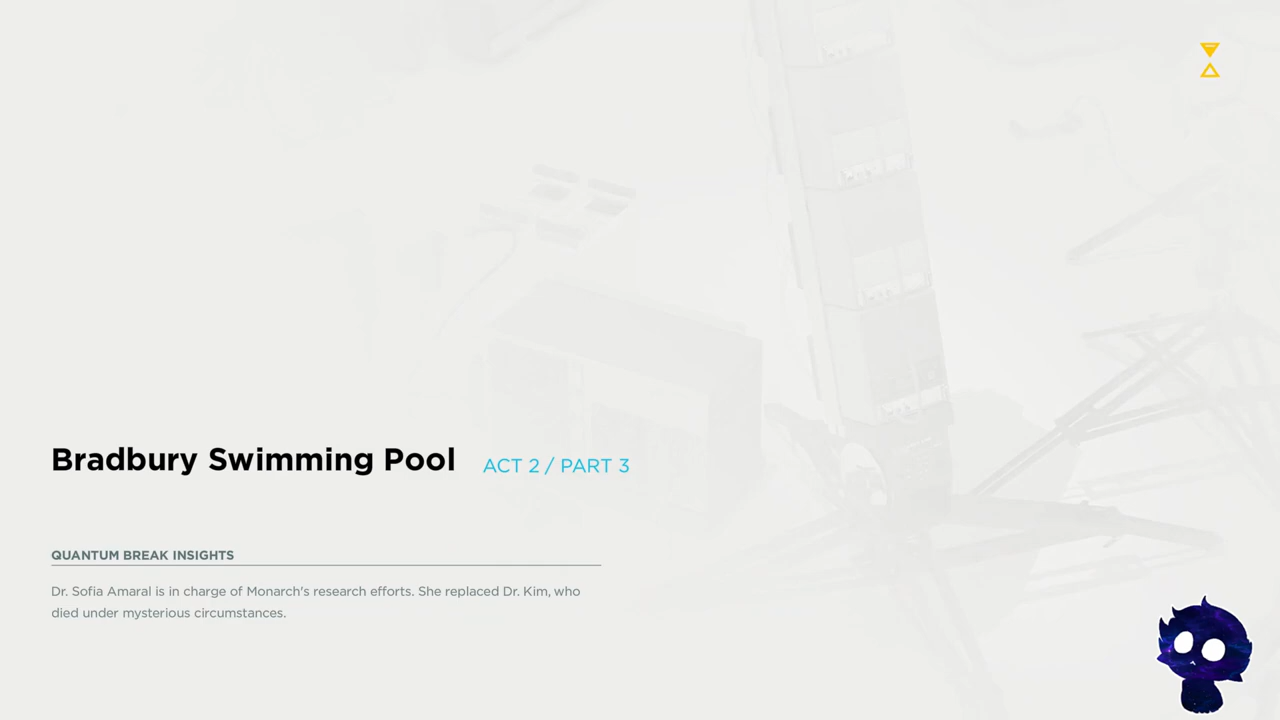 Bradbury Swimming Pool ACT 2 / PART 3
QUANTUM BREAK INSIGHTS
Dr. Sofia Amaral is in charge of Monarch's research efforts. She replaced Dr. Kim, who
died under mysterious circumstances.